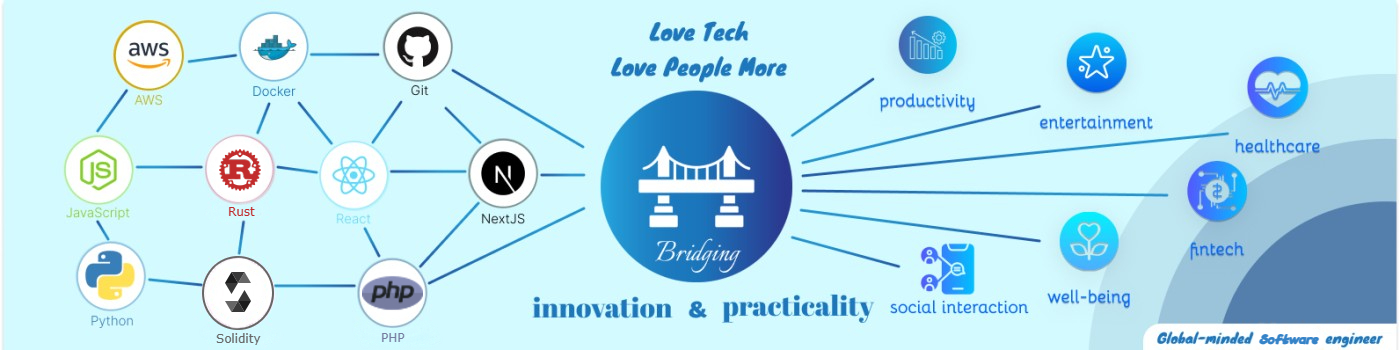 aws
AWS
Docker
Git
JS
JavaScript
R
Rust
React
N
NextJS
Python
Solidity
php
PHP
Love Tech
Love People More
Bridging
innovation & practicality
productivity
entertainment
healthcare
fintech
well-being
social interaction
Global-minded Software engineer